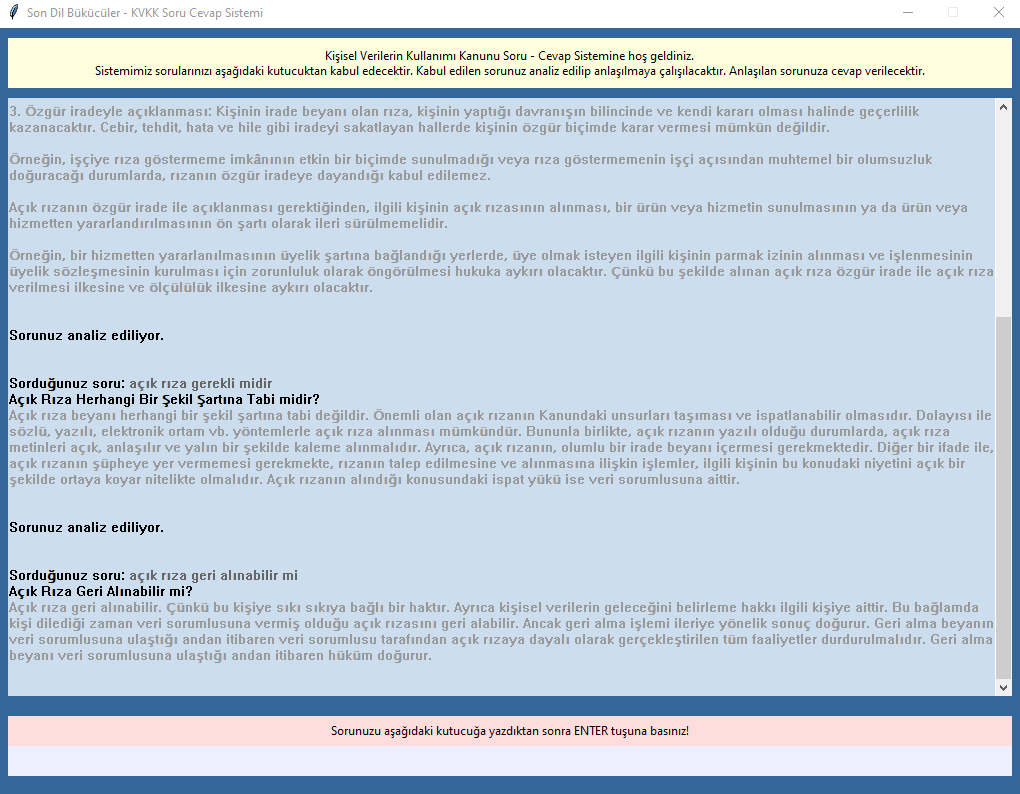 Son Dil Bükücüler - KVKK Soru Cevap Sistemi
Kişisel Verilerin Kullanımı Kanunu Soru - Cevap Sistemine hoş geldiniz.
Sistemimiz sorularınızı aşağıdaki kutucuktan kabul edecektir. Kabul edilen sorunuz analiz edilip anlaşılmaya çalışılacaktır. Anlaşılan sorunuza cevap verilecektir.
3. Özgür iradeyle açıklanması: Kişinin irade beyanı olan rıza, kişinin yaptığı davranışın bilincinde ve kendi kararı olması halinde geçerlilik
kazanacaktır. Cebir, tehdit, hata ve hile gibi iradeyi sakatlayan hallerde kişinin özgür biçimde karar vermesi mümkün değildir.
Örneğin, işçiye rıza göstermeme imkânının etkin bir biçimde sunulmadığı veya rıza göstermemenin işçi açısından muhtemel bir olumsuzluk
doğuracağı durumlarda, rızanın özgür iradeye dayandığı kabul edilemez.
Açık rızanın özgür irade ile açıklanması gerektiğinden, ilgili kişinin açık rızasının alınması, bir ürün veya hizmetin sunulmasının ya da ürün veya
hizmetten yararlandırılmasının ön şartı olarak ileri sürülmemelidir.
Örneğin, bir hizmetten yararlanılmasının üyelik şartına bağlandığı yerlerde, üye olmak isteyen ilgili kişinin parmak izinin alınması ve işlenmesinin
üyelik sözleşmesinin kurulması için zorunluluk olarak öngörülmesi hukuka aykırı olacaktır. Çünkü bu şekilde alınan açık rıza özgür irade ile açık rıza
verilmesi ilkesine ve ölçülülük ilkesine aykırı olacaktır.
Sorunuz analiz ediliyor.
Sorduğunuz soru: açık rıza gerekli midir
Açık Rıza Herhangi Bir Şekil Şartına Tabi midir?
Açık rıza beyanı herhangi bir şekil şartına tabi değildir. Önemli olan açık rızanın Kanundaki unsurları taşıması ve ispatlanabilir olmasıdır. Dolayısı ile
sözlü, yazılı, elektronik ortam vb. yöntemlerle açık rıza alınması mümkündür. Bununla birlikte, açık rızanın yazılı olduğu durumlarda, açık rıza
metinleri açık, anlaşılır ve yalın bir şekilde kaleme alınmalıdır. Ayrıca, açık rızanın, olumlu bir irade beyanı içermesi gerekmektedir. Diğer bir ifade ile,
açık rızanın şüpheye yer vermemesi gerekmekte, rızanın talep edilmesine ve alınmasına ilişkin işlemler, ilgili kişinin bu konudaki niyetini açık bir
şekilde ortaya koyar nitelikte olmalıdır. Açık rızanın alındığı konusundaki ispat yükü ise veri sorumlusuna aittir.
Sorunuz analiz ediliyor.
Sorduğunuz soru: açık rıza geri alınabilir mi
Açık Rıza Geri Alınabilir mi?
Açık rıza geri alınabilir. Çünkü bu kişiye sıkı sıkıya bağlı bir haktır. Ayrıca kişisel verilerin geleceğini belirleme hakkı ilgili kişiye aittir. Bu bağlamda
kişi dilediği zaman veri sorumlusuna vermiş olduğu açık rızasını geri alabilir. Ancak geri alma işlemi ileriye yönelik sonuç doğurur. Geri alma beyanın
veri sorumlusuna ulaştığı andan itibaren veri sorumlusu tarafından açık rızaya dayalı olarak gerçekleştirilen tüm faaliyetler durdurulmalıdır. Geri alma
beyanı veri sorumlusuna ulaştığı andan itibaren hüküm doğurur.
Sorunuzu aşağıdaki kutucuğa yazdıktan sonra ENTER tuşuna basınız!